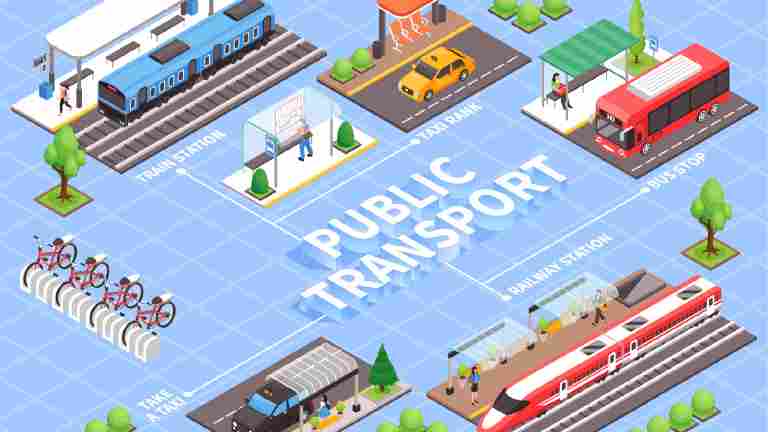 TRAIN STATION
TAXI RANK
BUS STOP
PUBLIC
TRANSPORT
RAILWAY STATION
TAKE
A TAXI